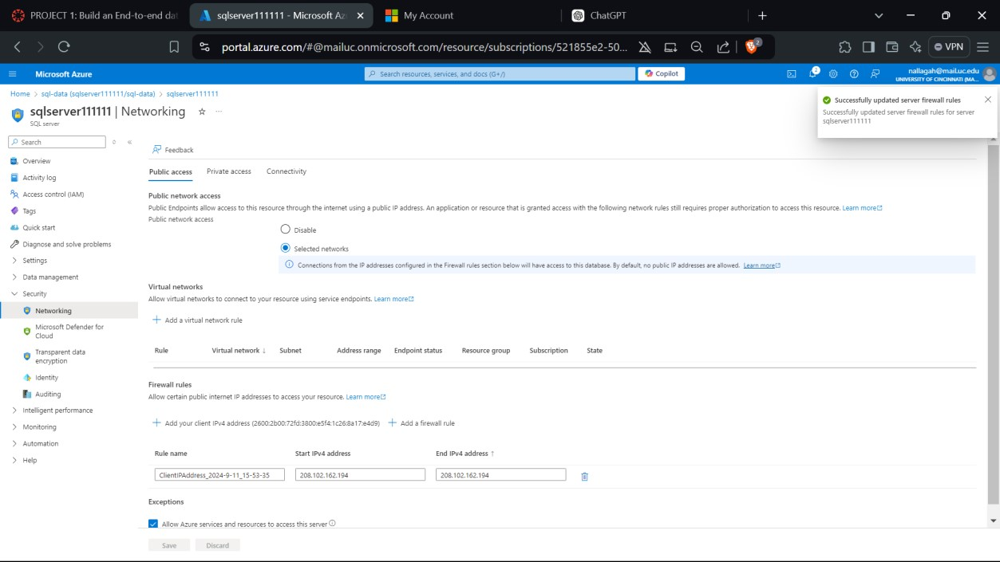 PROJECT 1: Build an End-to-end dat
sqlserver111111 - Microsoft Az
My Account
ChatGPT
portal.azure.com/#@mailuc.onmicrosoft.com/resource/subscriptions/521855e2-50...
2
VPN
Microsoft Azure
Search resources, services, and docs (G+/)
Copilot
2
nallagah@mail.uc.edu
UNIVERSITY OF CINCINNATI (MA...
Home > sql-data (sqlserver111111/sql-data) > sqlserver111111
sqlserver111111 | Networking
SQL server
Successfully updated server firewall rules
Successfully updated server firewall rules for server
sqlserver111111
Search
Overview
Activity log
Access control (IAM)
Tags
Quick start
Diagnose and solve problems
Settings
Data management
Security
Networking
Microsoft Defender for
Cloud
Transparent data
encryption
Identity
Auditing
Intelligent performance
Monitoring
Automation
Help
Feedback
Public access Private access Connectivity
Public network access
Public Endpoints allow access to this resource through the internet using a public IP address. An application or resource that is granted access with the following network rules still requires proper authorization to access this resource. Learn more
Public network access
Disable
Selected networks
Connections from the IP addresses configured in the Firewall rules section below will have access to this database. By default, no public IP addresses are allowed. Learn more
Virtual networks
Allow virtual networks to connect to your resource using service endpoints. Learn more
+ Add a virtual network rule
Rule Virtual network ↓ Subnet Address range Endpoint status Resource group Subscription State
Firewall rules
Allow certain public internet IP addresses to access your resource. Learn more
+ Add your client IPv4 address (2600:2b00:72fd:3800:e5f4:1c26:8a17:e4d9) + Add a firewall rule
Rule name Start IPv4 address End IPv4 address ↑
ClientIPAddress_2024-9-11_15-53-35 208.102.162.194 208.102.162.194
Exceptions
Allow Azure services and resources to access this server
Save Discard